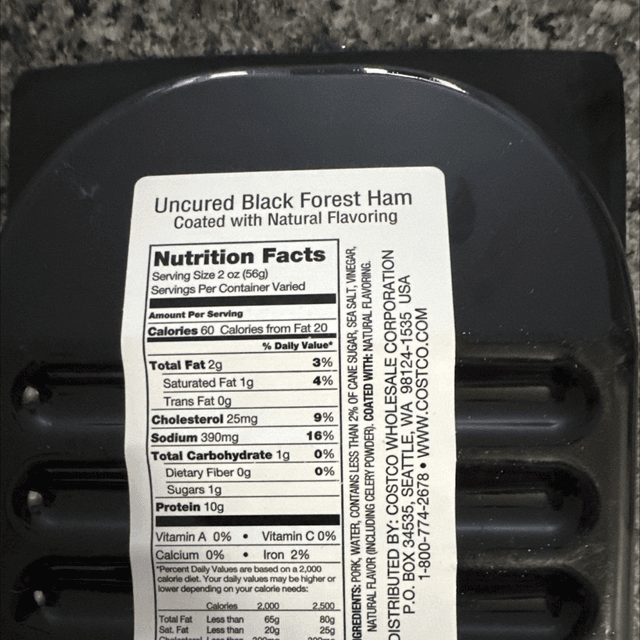 Uncured Black Forest Ham
Coated with Natural Flavoring
Nutrition Facts
Serving Size 2 oz (56g)
Servings Per Container Varied
Amount Per Serving
Calories 60 Calories from Fat 20
% Daily Value*
Total Fat 2g 3%
Saturated Fat 1g 4%
Trans Fat 0g
Cholesterol 25mg 9%
Sodium 390mg 16%
Total Carbohydrate 1g 0%
Dietary Fiber 0g 0%
Sugars 1g
Protein 10g
Vitamin A 0% • Vitamin C 0%
Calcium 0% • Iron 2%
*Percent Daily Values are based on a 2,000
calorie diet. Your daily values may be higher or
lower depending on your calorie needs:
Calories 2,000 2,500
Total Fat Less than 65g 80g
Sat. Fat Less than 20g 25g
INGREDIENTS: PORK, WATER, CONTAINS LESS THAN 2% OF CANE SUGAR, SEA SALT, VINEGAR,
NATURAL FLAVOR (INCLUDING CELERY POWDER). COATED WITH: NATURAL FLAVORING.
DISTRIBUTED BY: COSTCO WHOLESALE CORPORATION
P.O. BOX 34535, SEATTLE, WA 98124-1535 USA
1-800-774-2678 • WWW.COSTCO.COM